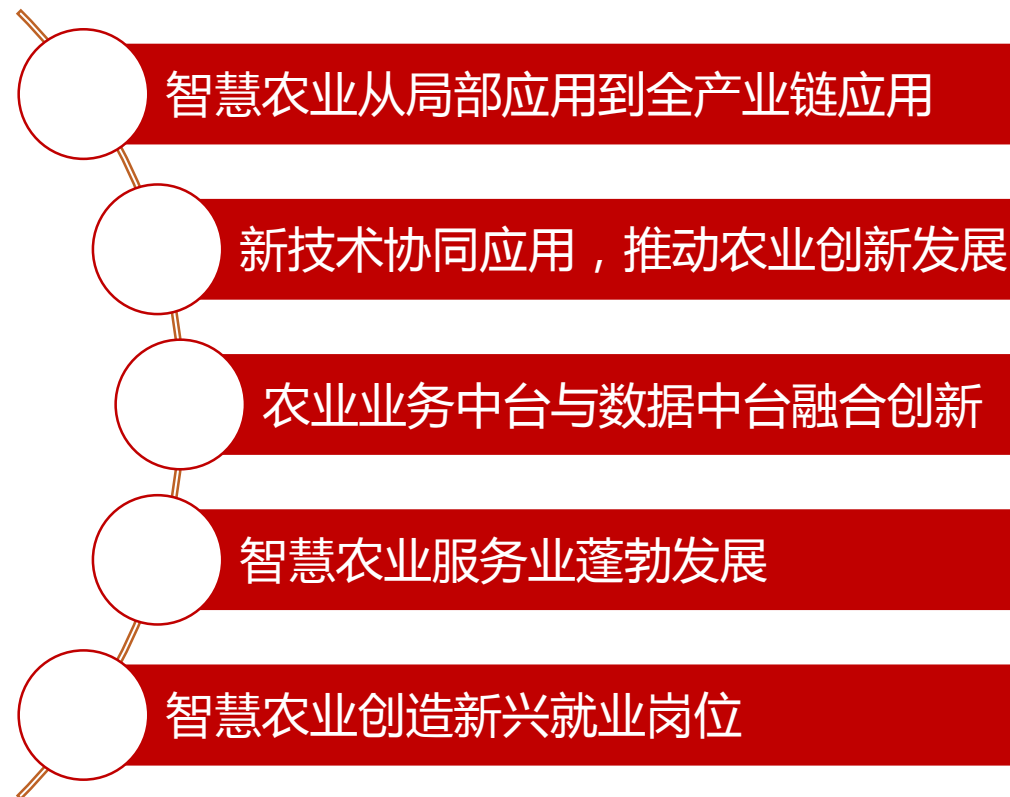 智慧农业从局部应用到全产业链应用
新技术协同应用，推动农业创新发展
农业业务中台与数据中台融合创新
智慧农业服务业蓬勃发展
智慧农业创造新兴就业岗位